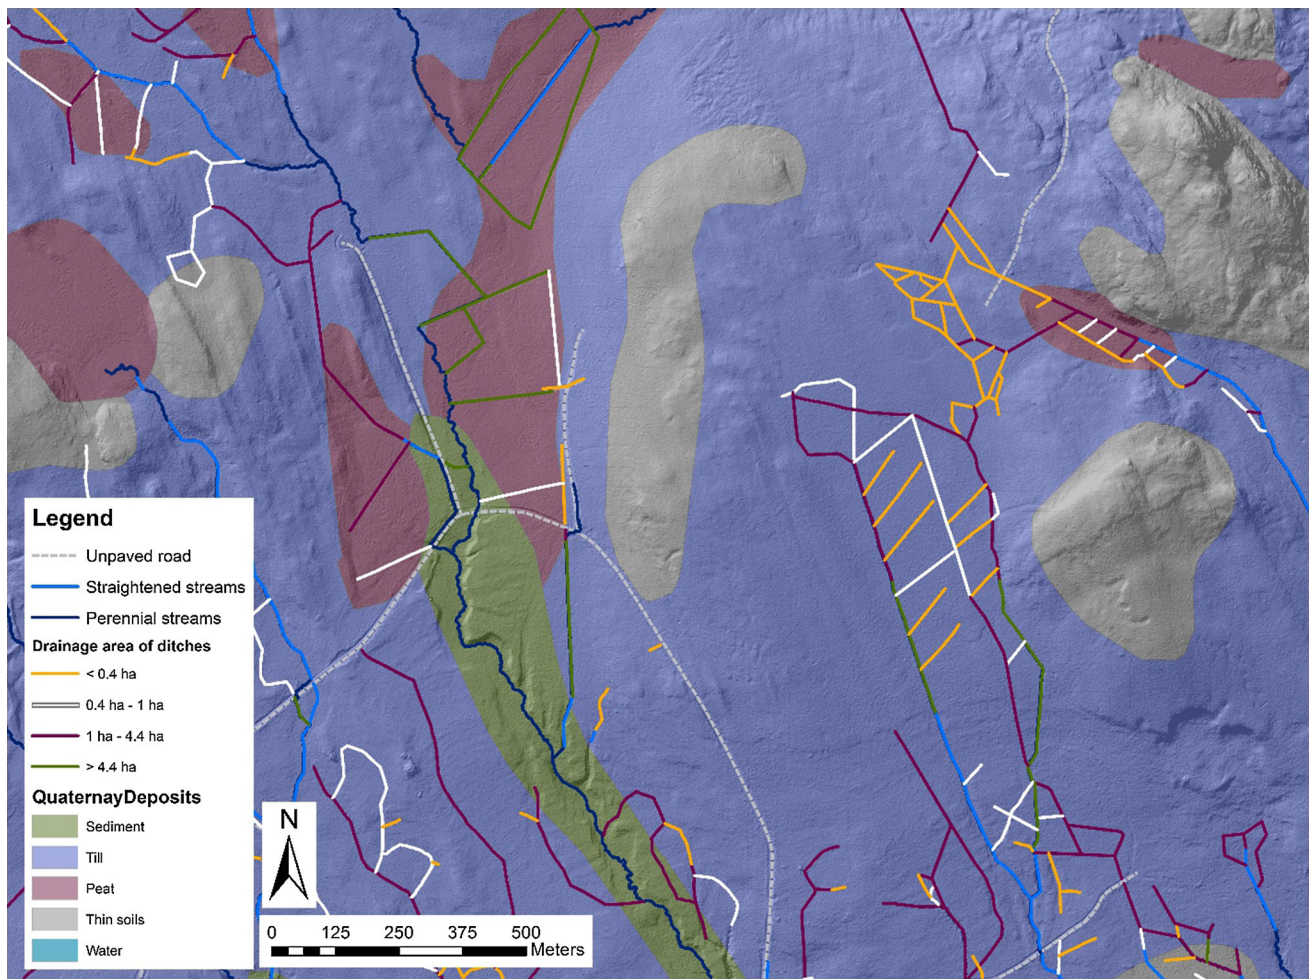 Legend
Unpaved road
Straightened streams
Perennial streams
Drainage area of ditches
< 0.4 ha
0.4 ha - 1 ha
1 ha - 4.4 ha
> 4.4 ha
QuaternayDeposits
Sediment
Till
Peat
Thin soils
Water
N
0 125 250 375 500
Meters